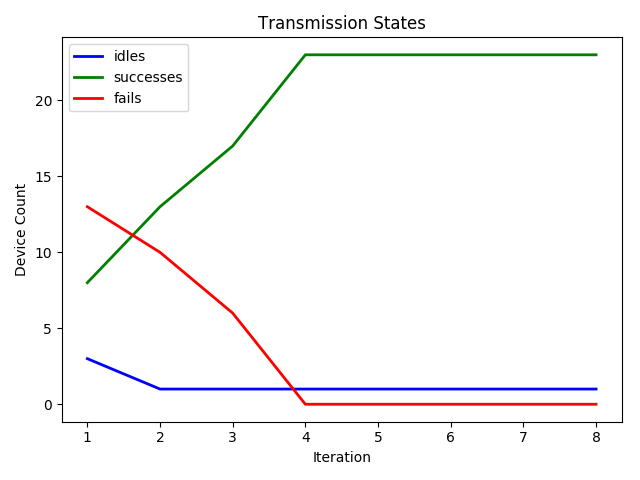 Transmission States
idles
successes
fails
Device Count
20
15
10
5
0
1 2 3 4 5 6 7 8
Iteration